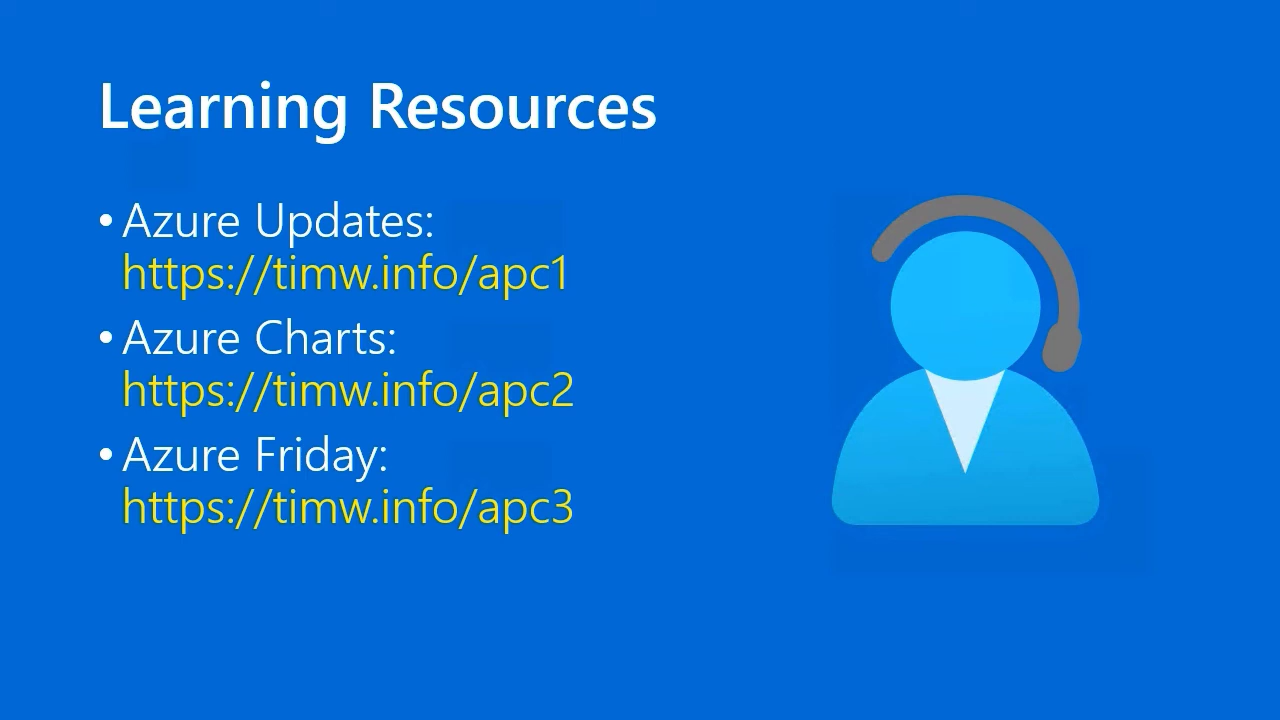 Learning Resources
• Azure Updates:
https://timw.info/apc1
• Azure Charts:
https://timw.info/apc2
• Azure Friday:
https://timw.info/apc3